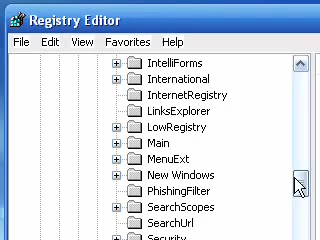 Registry Editor
File Edit View Favorites Help
IntelliForms
International
InternetRegistry
LinksExplorer
LowRegistry
Main
MenuExt
New Windows
PhishingFilter
SearchScopes
SearchUrl
Security